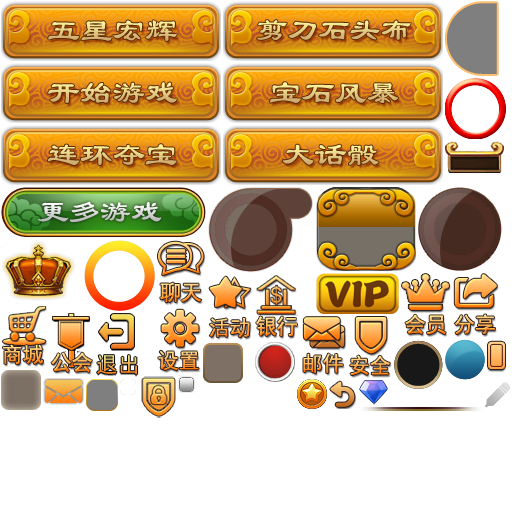 五星宏辉
剪刀石头布
开始游戏
宝石风暴
连环夺宝
大话骰
更多游戏
聊天
活动
$
银行
VIP
会员
分享
商城
公会
退出
设置
邮件
安全